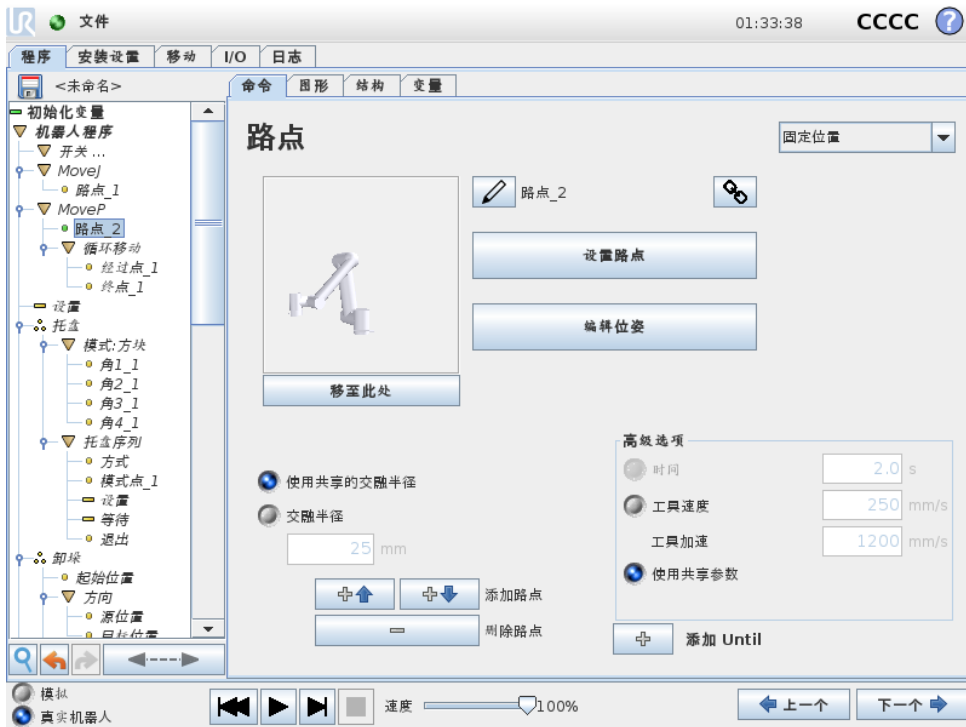 UR 文件 01:33:38 CCCC ?
程序 安装设置 移动 I/O 日志
<未命名> 命令 图形 结构 变量
初始化变量
机器人程序
开关 ...
MoveJ
路点_1
MoveP
路点_2
循环移动
经过点_1
终点_1
设置
托盘
模式:方块
角1_1
角2_1
角3_1
角4_1
托盘序列
方式
模式点_1
设置
等待
退出
卸垛
起始位置
方向
源位置
目标位置
路点
固定位置
路点_2
设置路点
编辑位姿
移至此处
使用共享的交融半径
交融半径
25 mm
添加路点
删除路点
高级选项
时间 2.0 s
工具速度 250 mm/s
工具加速 1200 mm/s
使用共享参数
添加 Until
模拟
真实机器人
速度 100%
上一个 下一个